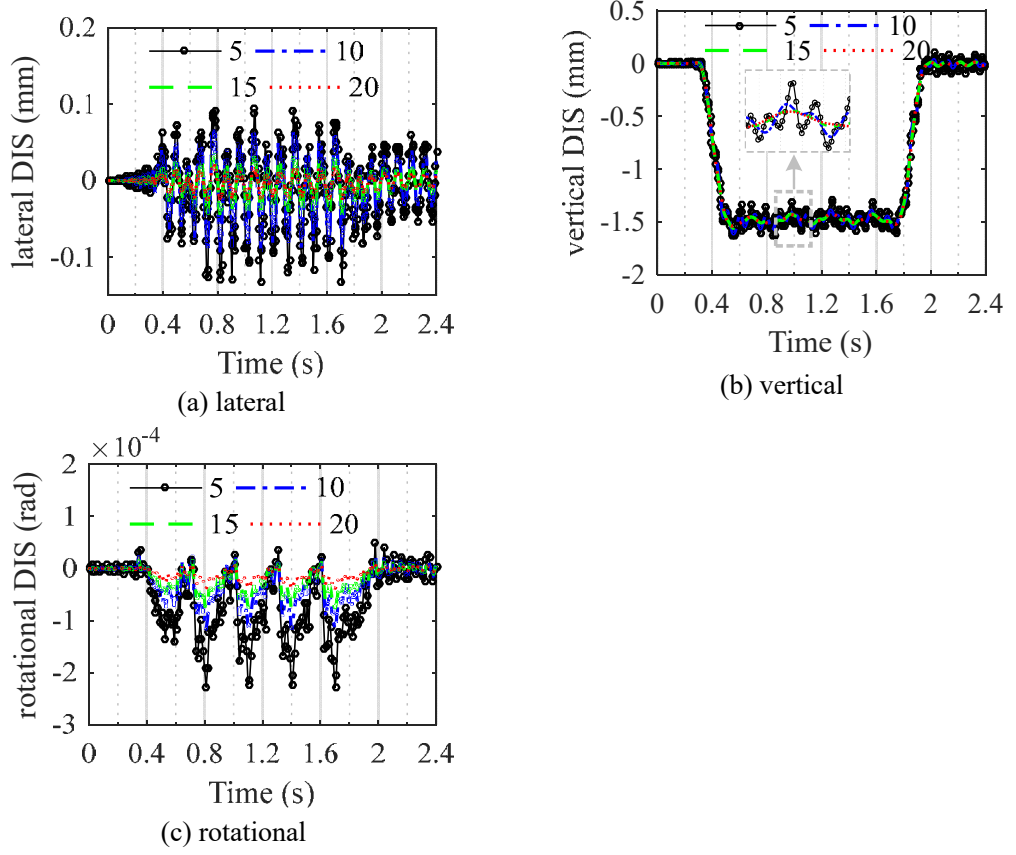 0.2
0.1
0
-0.1
lateral DIS (mm)
5 10
15 20
0 0.4 0.8 1.2 1.6 2 2.4
Time (s)
(a) lateral
0.5
0
-0.5
-1
-1.5
-2
vertical DIS (mm)
5 10
15 20
0 0.4 0.8 1.2 1.6 2 2.4
Time (s)
(b) vertical
×10⁻⁴
2
1
0
-1
-2
-3
rotational DIS (rad)
5 10
15 20
0 0.4 0.8 1.2 1.6 2 2.4
Time (s)
(c) rotational